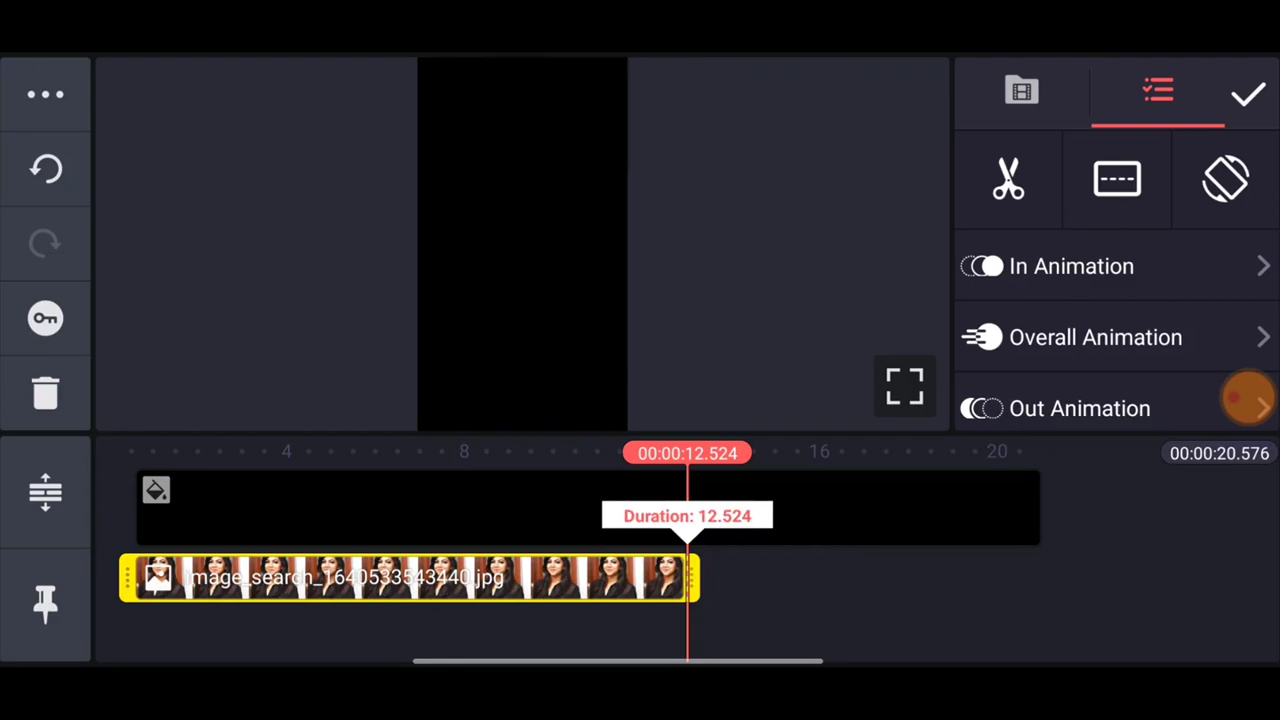 In Animation
Overall Animation
Out Animation
4
8
00:00:12.524
16
20
00:00:20.576
Duration: 12.524
image_search_1640533543440.jpg